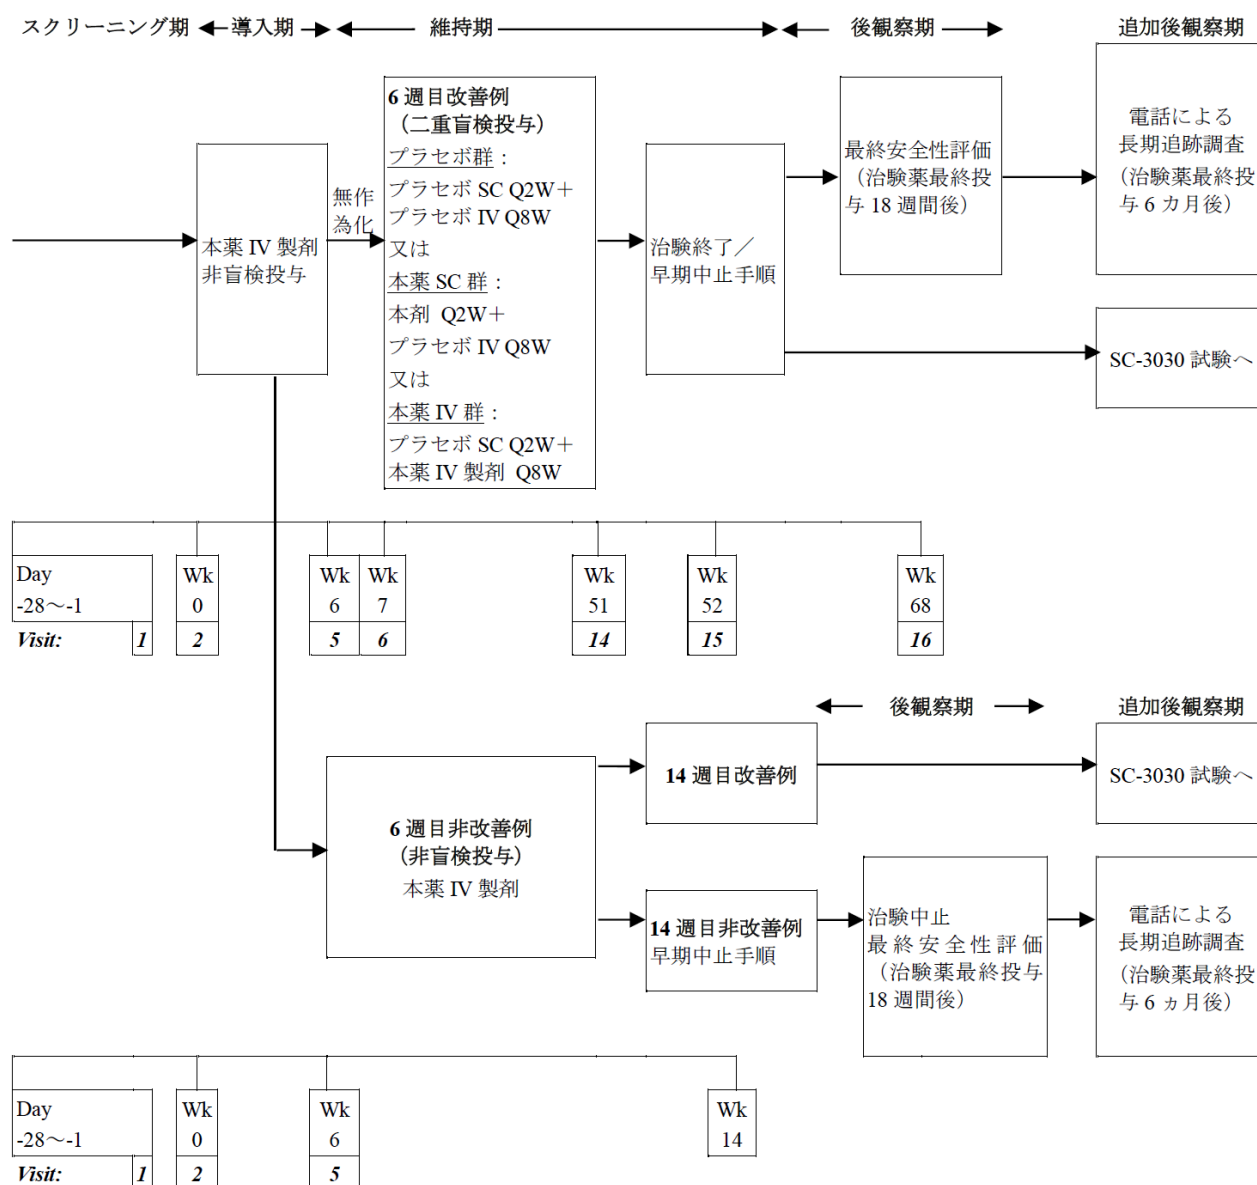 スクリーニング期
導入期
維持期
後観察期
追加後観察期
本薬 IV 製剤
非盲検投与
無作
為化
6 週目改善例
（二重盲検投与）
プラセボ群：
プラセボ SC Q2W＋
プラセボ IV Q8W
又は
本薬 SC 群：
本剤 Q2W＋
プラセボ IV Q8W
又は
本薬 IV 群：
プラセボ SC Q2W＋
本薬 IV 製剤 Q8W
治験終了／
早期中止手順
最終安全性評価
（治験薬最終投
与 18 週間後）
電話による
長期追跡調査
（治験薬最終投
与 6 カ月後）
SC-3030 試験へ
Day
-28～-1
Visit: 1
Wk
0
2
Wk
6
5
Wk
7
6
Wk
51
14
Wk
52
15
Wk
68
16
後観察期
追加後観察期
6 週目非改善例
（非盲検投与）
本薬 IV 製剤
14 週目改善例
SC-3030 試験へ
14 週目非改善例
早期中止手順
治験中止
最終安全性評価
（治験薬最終投与
18 週間後）
電話による
長期追跡調査
（治験薬最終投
与 6 ヵ月後）
Day
-28～-1
Visit: 1
Wk
0
2
Wk
6
5
Wk
14